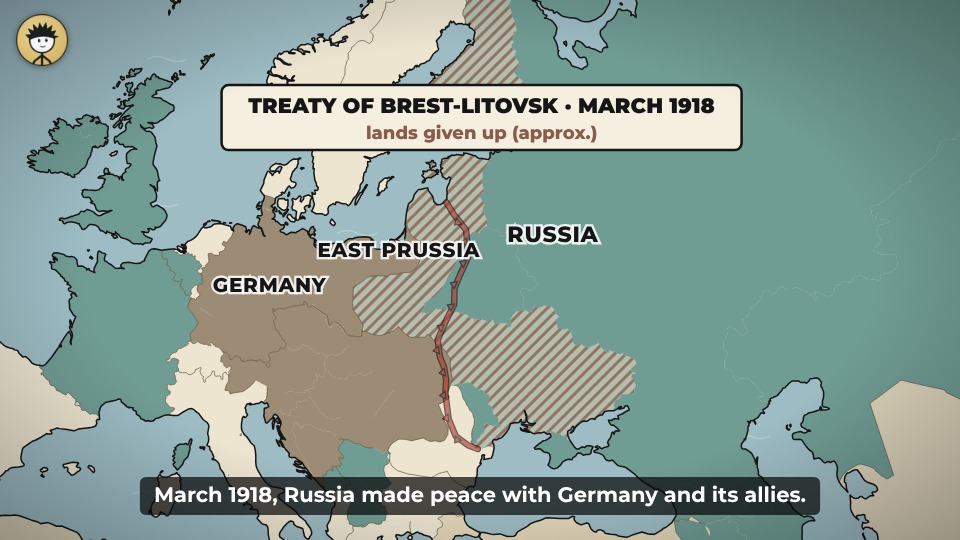 TREATY OF BREST-LITOVSK • MARCH 1918
lands given up (approx.)
RUSSIA
EAST PRUSSIA
GERMANY
March 1918, Russia made peace with Germany and its allies.